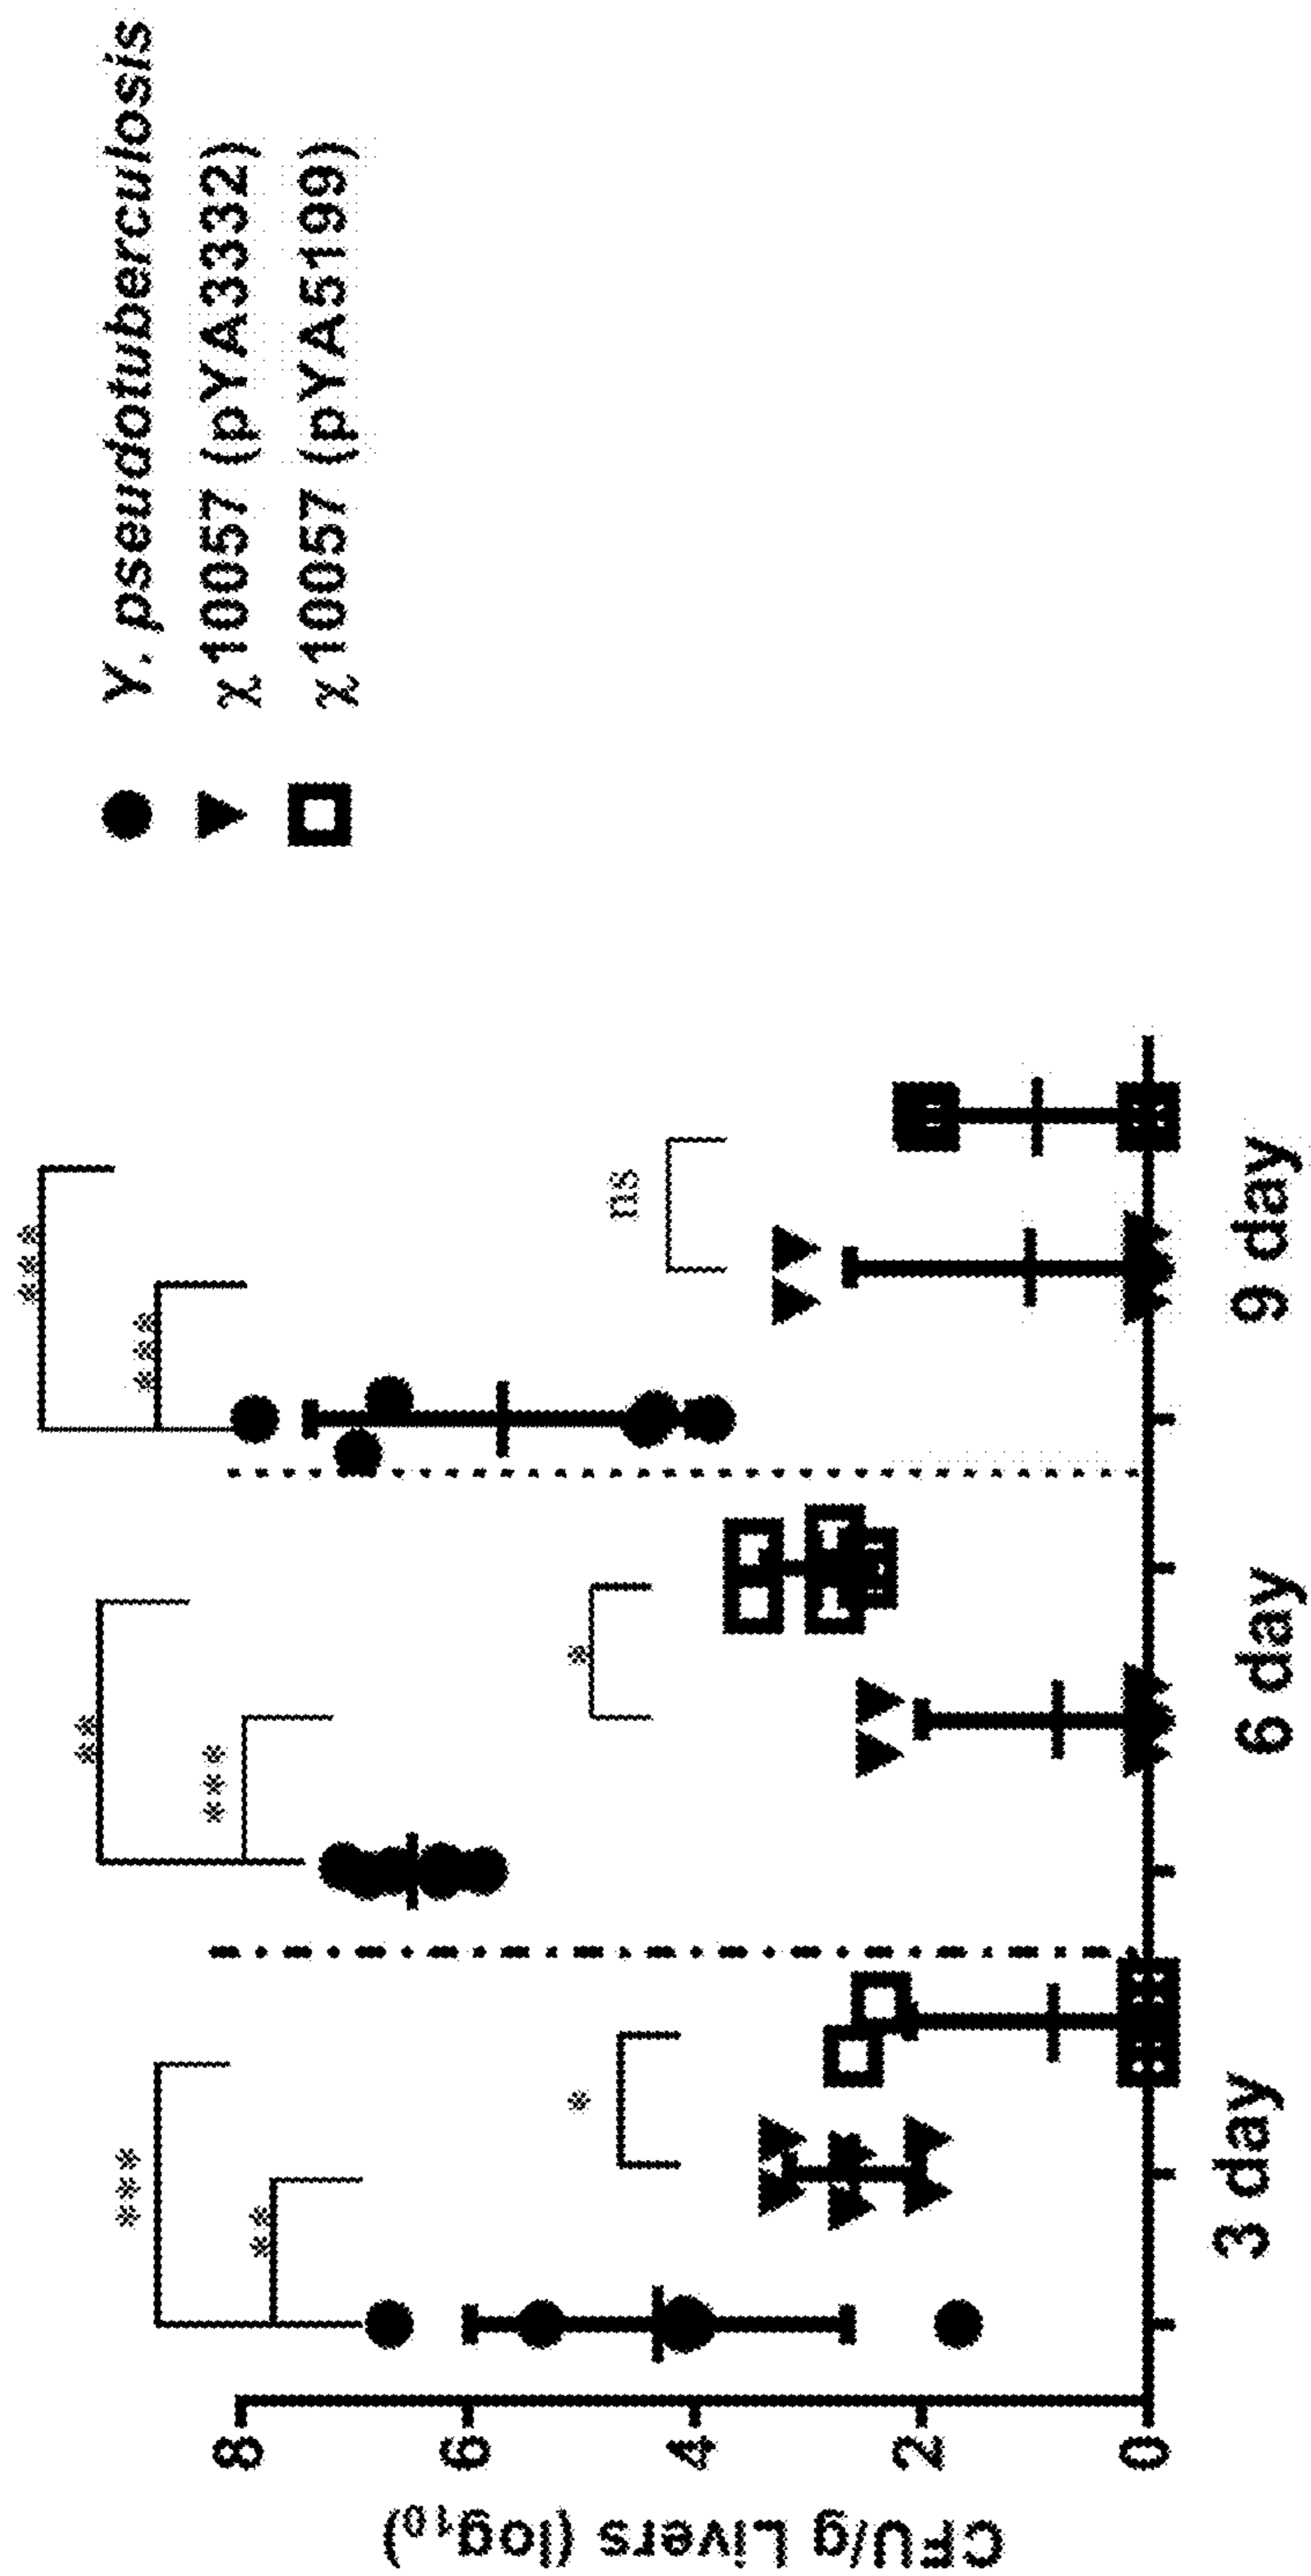 Y. pseudotuberculosis
χ10057 (pYA3332)
χ10057 (pYA5199)
CFU/g Livers (log10)
8
6
4
2
0
***
**
*
**
***
*
***
***
ns
3 day
6 day
9 day